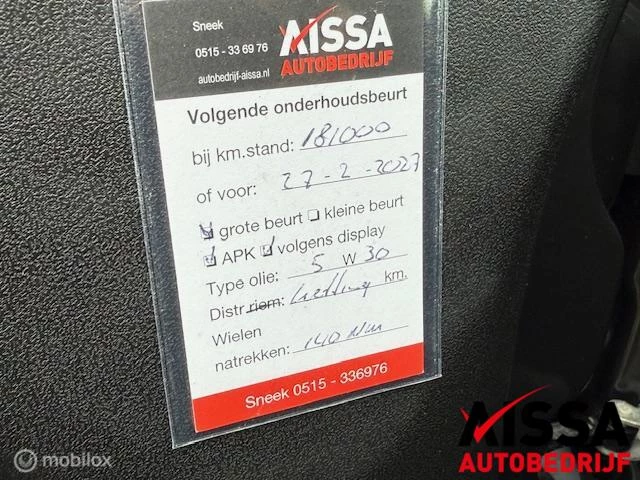 Sneek
0515 - 33 69 76
autobedrijf-aissa.nl
AISSA
AUTOBEDRIJF
Volgende onderhoudsbeurt
bij km.stand: 181000
of voor: 27-2-2027
grote beurt kleine beurt
APK volgens display
Type olie: 5 W 30
Distr riem: ketting km.
Wielen
natrekken: 140 Nm
Sneek 0515 - 336976
AISSA
AUTOBEDRIJF
mobilox